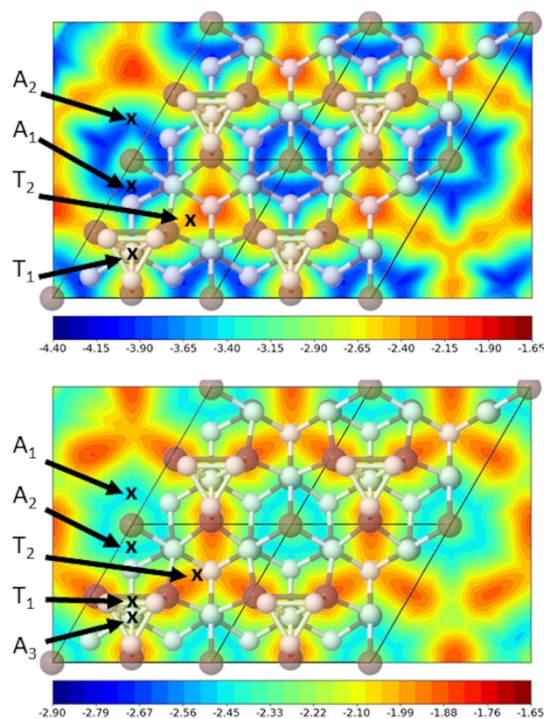 A₂
A₁
T₂
T₁
x
x
x
x
-4.40 -4.15 -3.90 -3.65 -3.40 -3.15 -2.90 -2.65 -2.40 -2.15 -1.90 -1.65
A₁
A₂
T₂
T₁
A₃
x
x
x
x
x
-2.90 -2.79 -2.67 -2.56 -2.45 -2.33 -2.22 -2.10 -1.99 -1.88 -1.76 -1.65